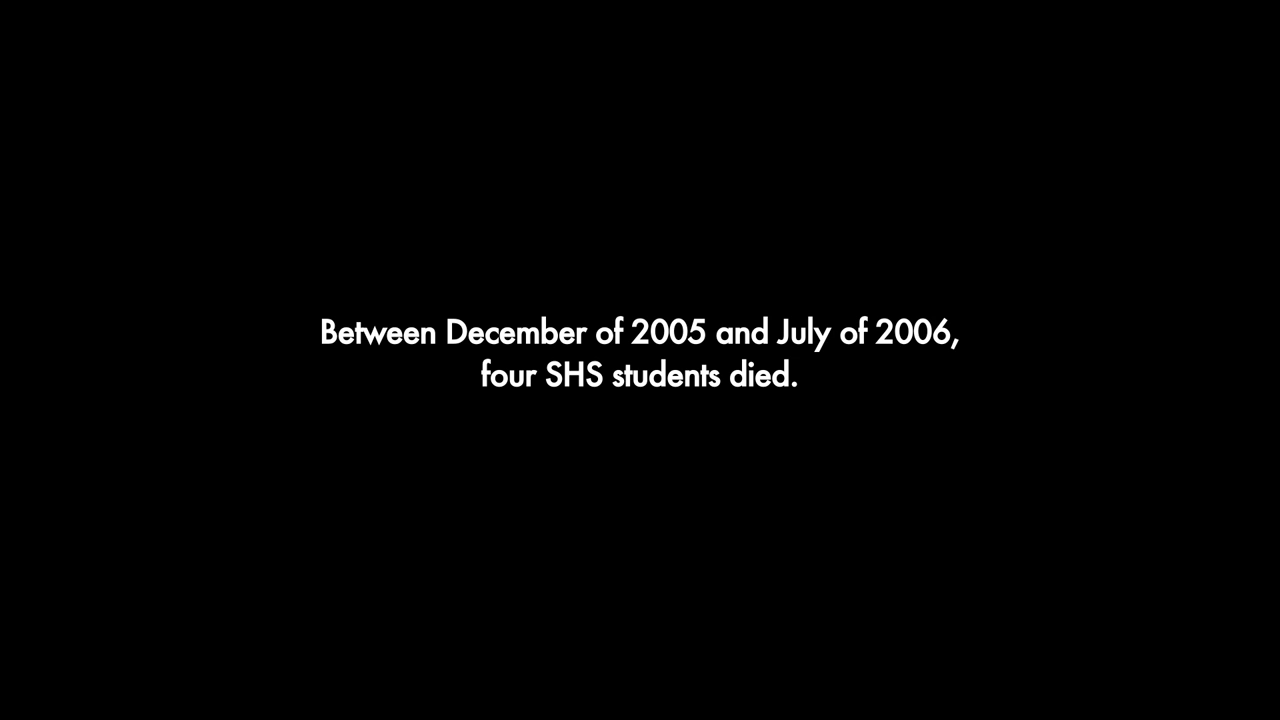 Between December of 2005 and July of 2006,
four SHS students died.